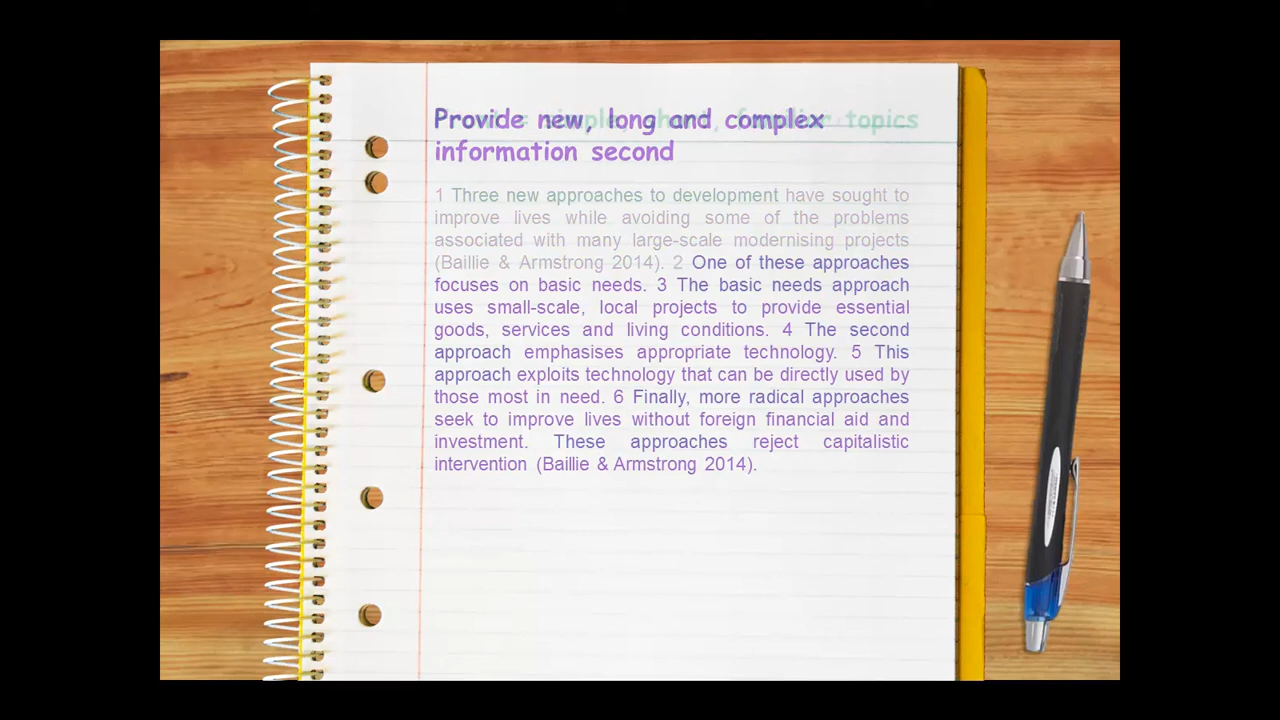 Provide new, long and complex
information second
1 Three new approaches to development have sought to
improve lives while avoiding some of the problems
associated with many large-scale modernising projects
(Baillie & Armstrong 2014). 2 One of these approaches
focuses on basic needs. 3 The basic needs approach
uses small-scale, local projects to provide essential
goods, services and living conditions. 4 The second
approach emphasises appropriate technology. 5 This
approach exploits technology that can be directly used by
those most in need. 6 Finally, more radical approaches
seek to improve lives without foreign financial aid and
investment. These approaches reject capitalistic
intervention (Baillie & Armstrong 2014).
simple, short, familiar topics